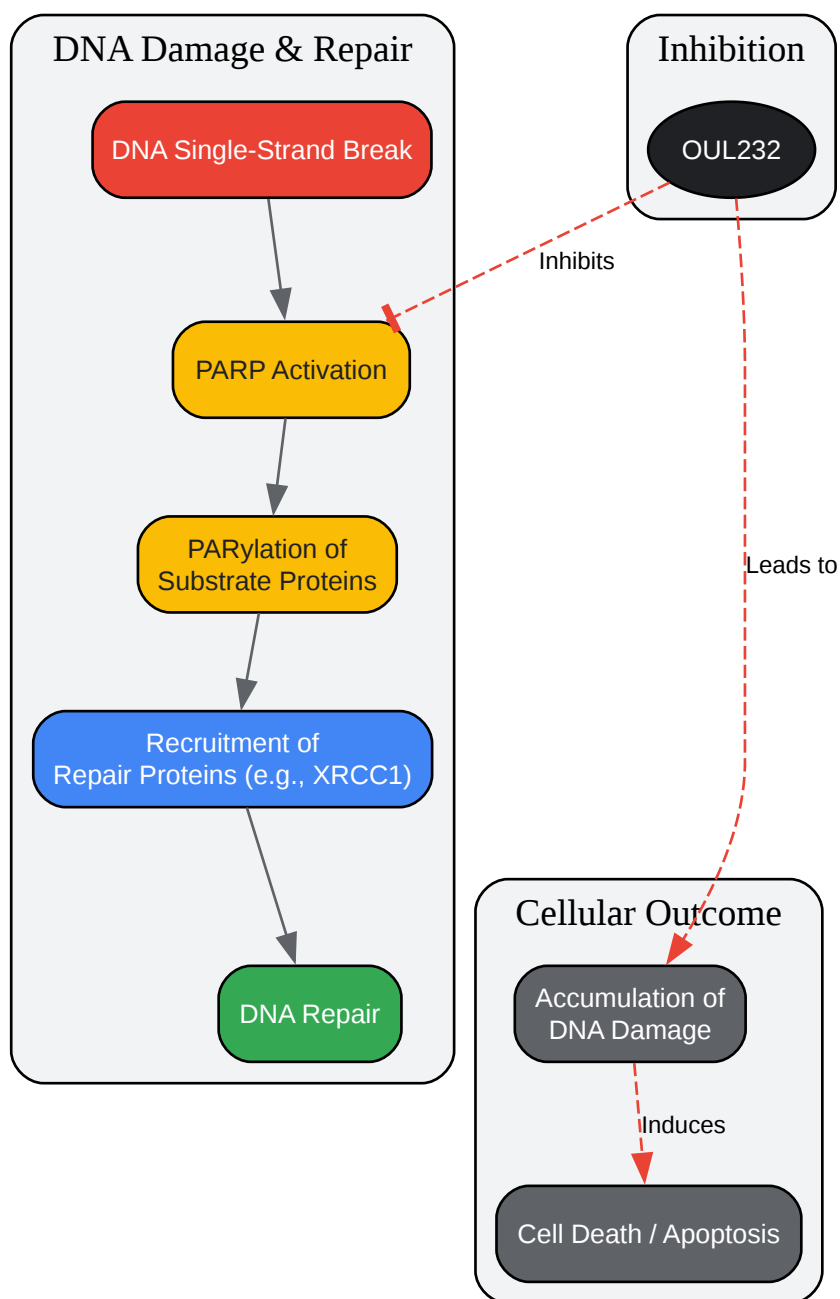 DNA Damage & Repair
DNA Single-Strand Break
PARP Activation
PARylation of
Substrate Proteins
Recruitment of
Repair Proteins (e.g., XRCC1)
DNA Repair
Inhibition
OUL232
Inhibits
Leads to
Cellular Outcome
Accumulation of
DNA Damage
Induces
Cell Death / Apoptosis